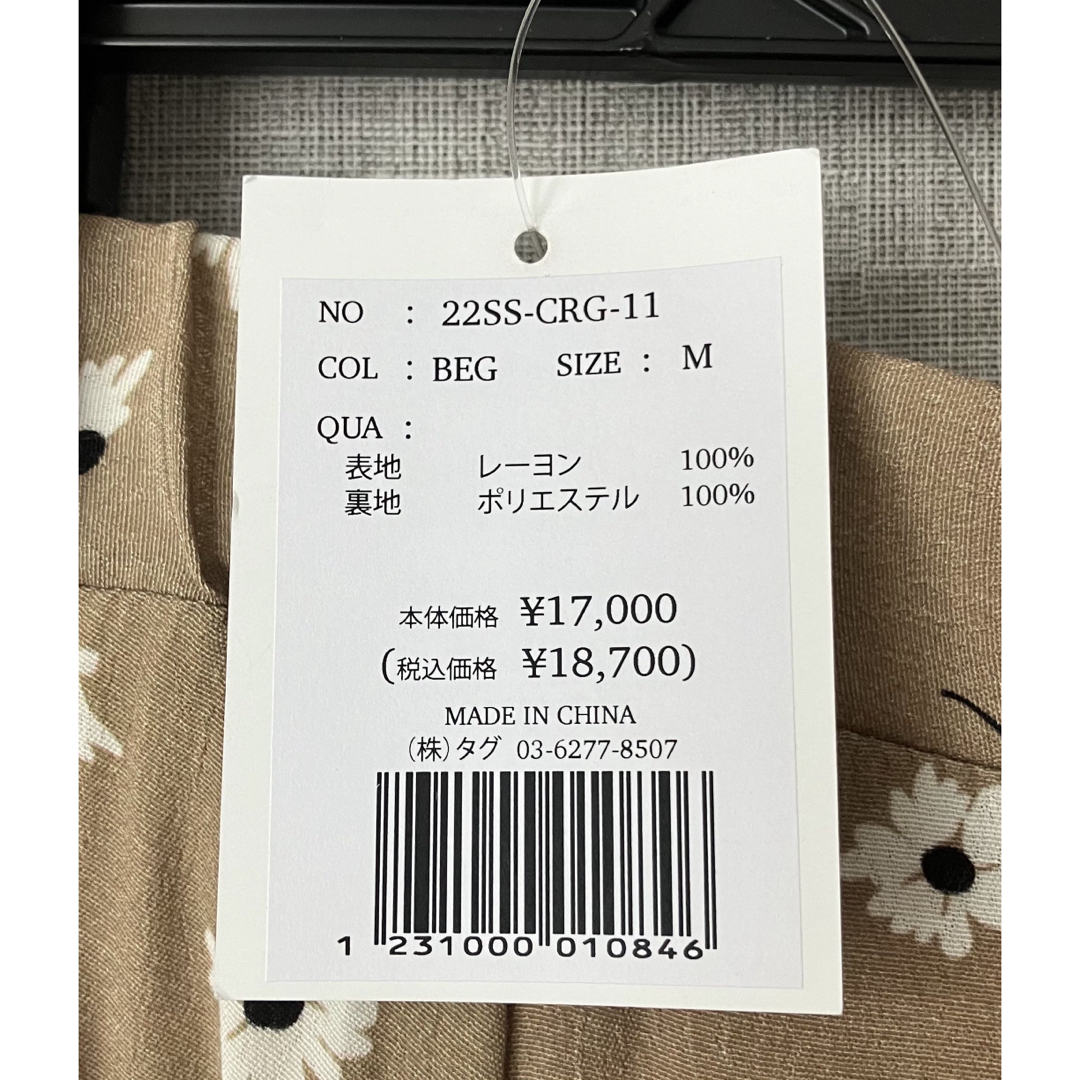 NO : 22SS-CRG-11
COL : BEG SIZE : M
QUA :
表地 レーヨン 100%
裏地 ポリエステル 100%
本体価格 ¥17,000
(税込価格 ¥18,700)
MADE IN CHINA
(株)タグ 03-6277-8507
1 231000 010846